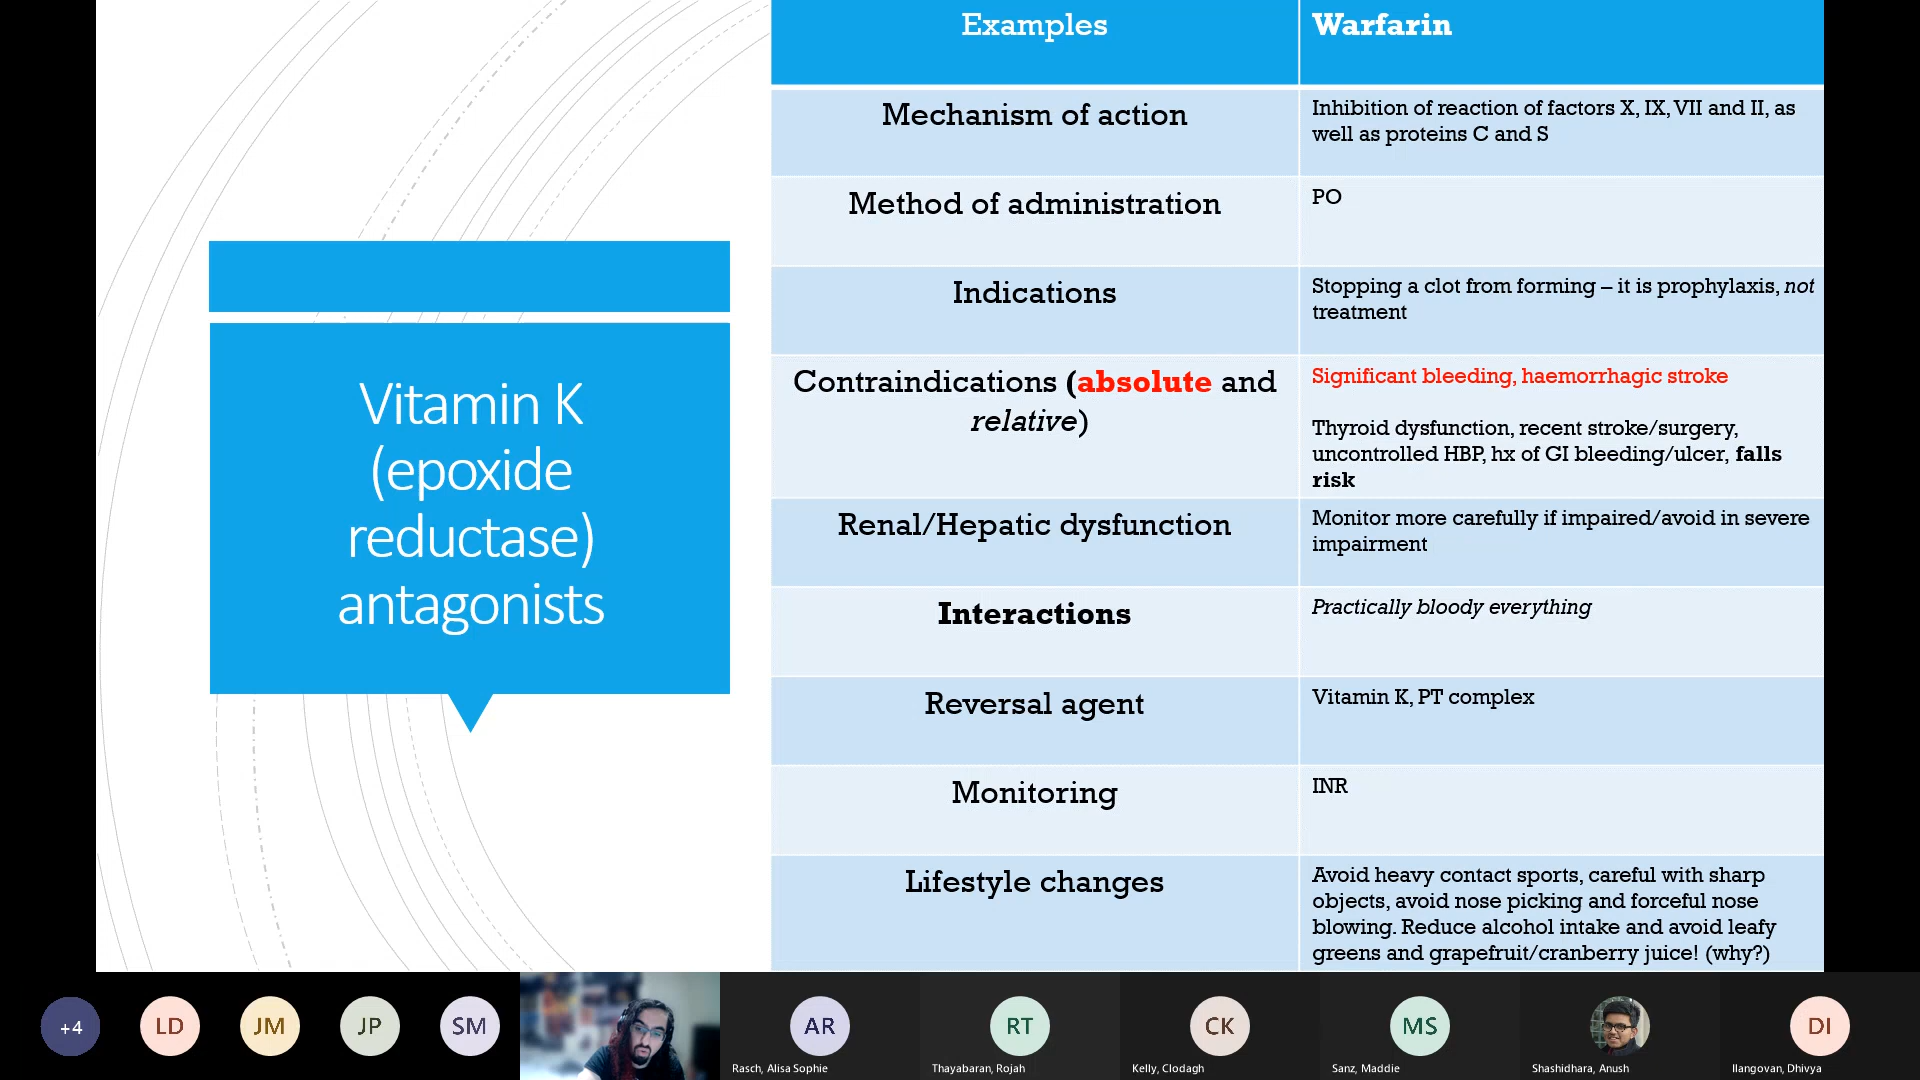 Vitamin K
(epoxide
reductase)
antagonists
Examples
Warfarin
Mechanism of action
Inhibition of reaction of factors X, IX, VII and II, as
well as proteins C and S
Method of administration
PO
Indications
Stopping a clot from forming – it is prophylaxis, not
treatment
Contraindications (absolute and
relative)
Significant bleeding, haemorrhagic stroke
Thyroid dysfunction, recent stroke/surgery,
uncontrolled HBP, hx of GI bleeding/ulcer, falls
risk
Renal/Hepatic dysfunction
Monitor more carefully if impaired/avoid in severe
impairment
Interactions
Practically bloody everything
Reversal agent
Vitamin K, PT complex
Monitoring
INR
Lifestyle changes
Avoid heavy contact sports, careful with sharp
objects, avoid nose picking and forceful nose
blowing. Reduce alcohol intake and avoid leafy
greens and grapefruit/cranberry juice! (why?)
+4
LD
JM
JP
SM
AR
Rasch, Alisa Sophie
RT
Thayabaran, Rojah
CK
Kelly, Clodagh
MS
Sanz, Maddie
Shashidhara, Anush
DI
Ilangovan, Dhivya